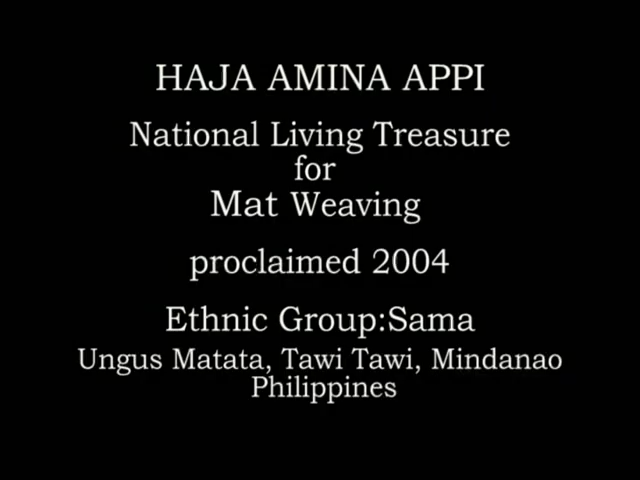 HAJA AMINA APPI
National Living Treasure
for
Mat Weaving
proclaimed 2004
Ethnic Group:Sama
Ungus Matata, Tawi Tawi, Mindanao
Philippines